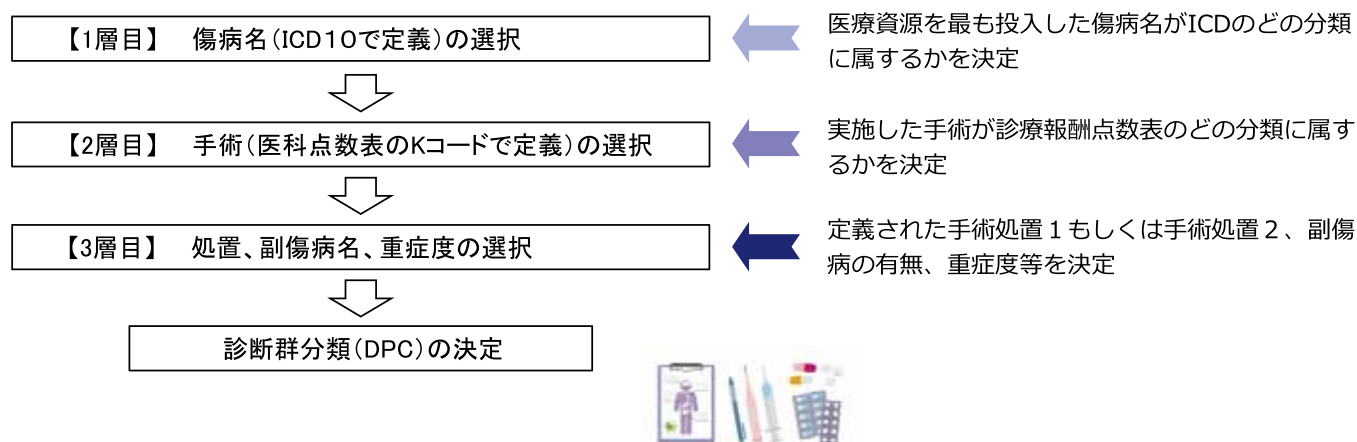 【1層目】 傷病名(ICD10で定義)の選択
医療資源を最も投入した傷病名がICDのどの分類
に属するかを決定
【2層目】 手術(医科点数表のKコードで定義)の選択
実施した手術が診療報酬点数表のどの分類に属す
るかを決定
【3層目】 処置、副傷病名、重症度の選択
定義された手術処置１もしくは手術処置２、副傷
病の有無、重症度等を決定
診断群分類(DPC)の決定